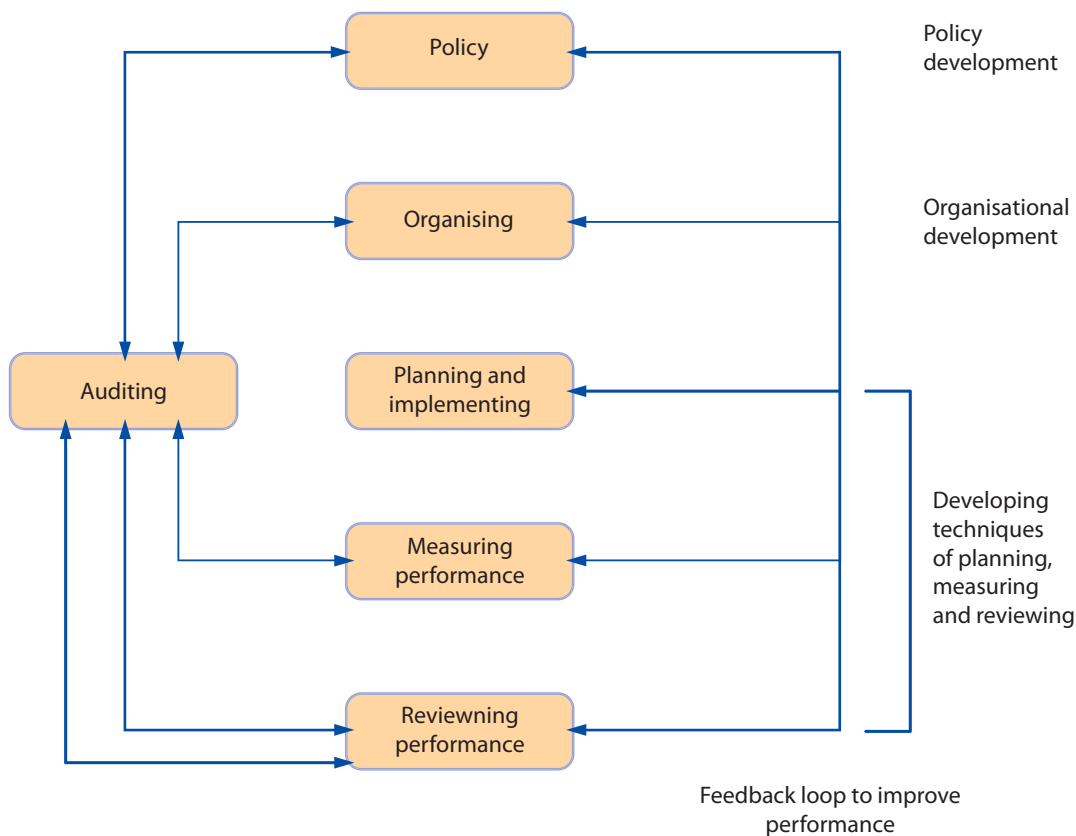 Policy
Policy
development
Organising
Organisational
development
Auditing
Planning and
implementing
Measuring
performance
Developing
techniques
of planning,
measuring
and reviewing
Reviewning
performance
Feedback loop to improve
performance